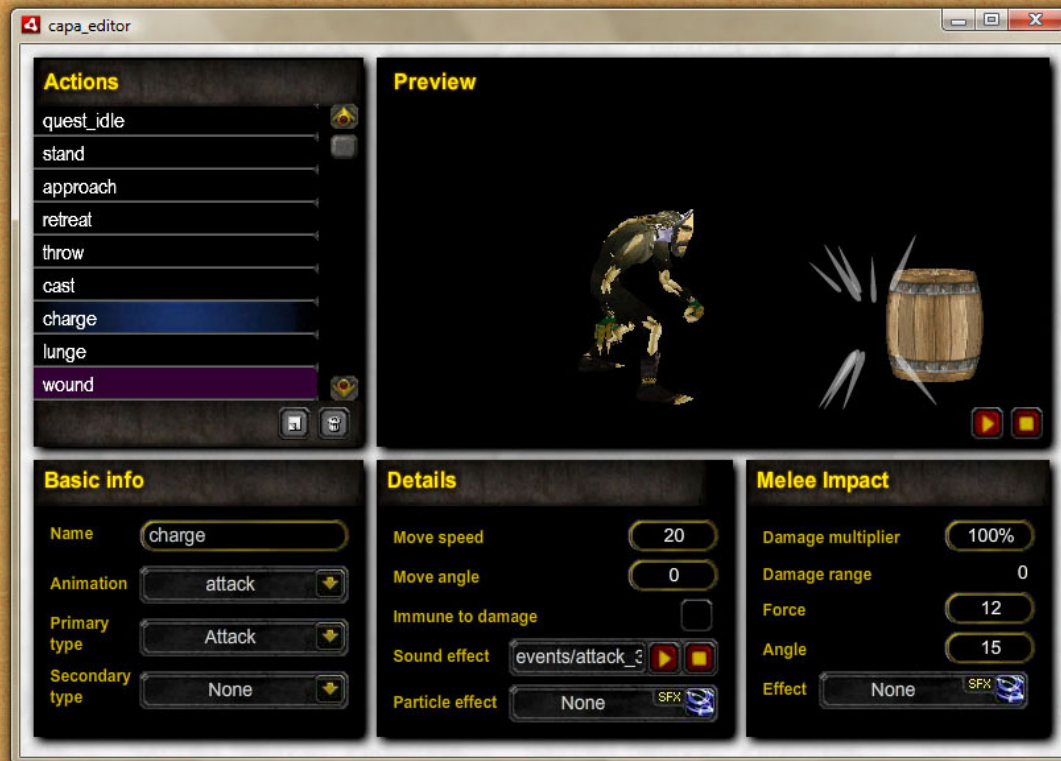 capa_editor
Actions
quest_idle
stand
approach
retreat
throw
cast
charge
lunge
wound
Preview
Basic info
Name charge
Animation attack
Primary
type Attack
Secondary
type None
Details
Move speed 20
Move angle 0
Immune to damage
Sound effect events/attack_3
Particle effect None SFX
Melee Impact
Damage multiplier 100%
Damage range 0
Force 12
Angle 15
Effect None SFX